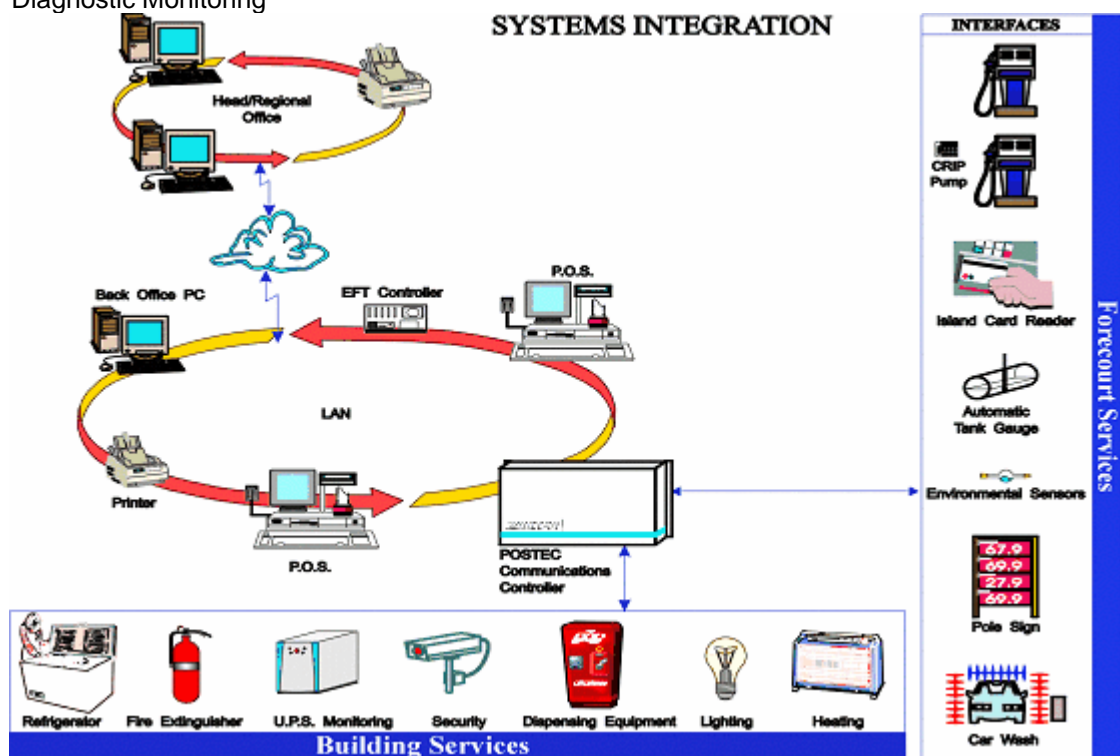 Diagnostic Monitoring
SYSTEMS INTEGRATION
INTERFACES
Head/Regional
Office
CRIP
Pump
P.O.S.
Back Office PC
EFT Controller
Island Card Reader
LAN
Automatic
Tank Gauge
Printer
Environmental Sensors
P.O.S.
POSTEC
Communications
Controller
67.9
69.9
27.9
69.9
Pole Sign
Forecourt Services
Refrigerator
Fire Extinguisher
U.P.S. Monitoring
Security
Dispensing Equipment
Lighting
Heating
Car Wash
Building Services